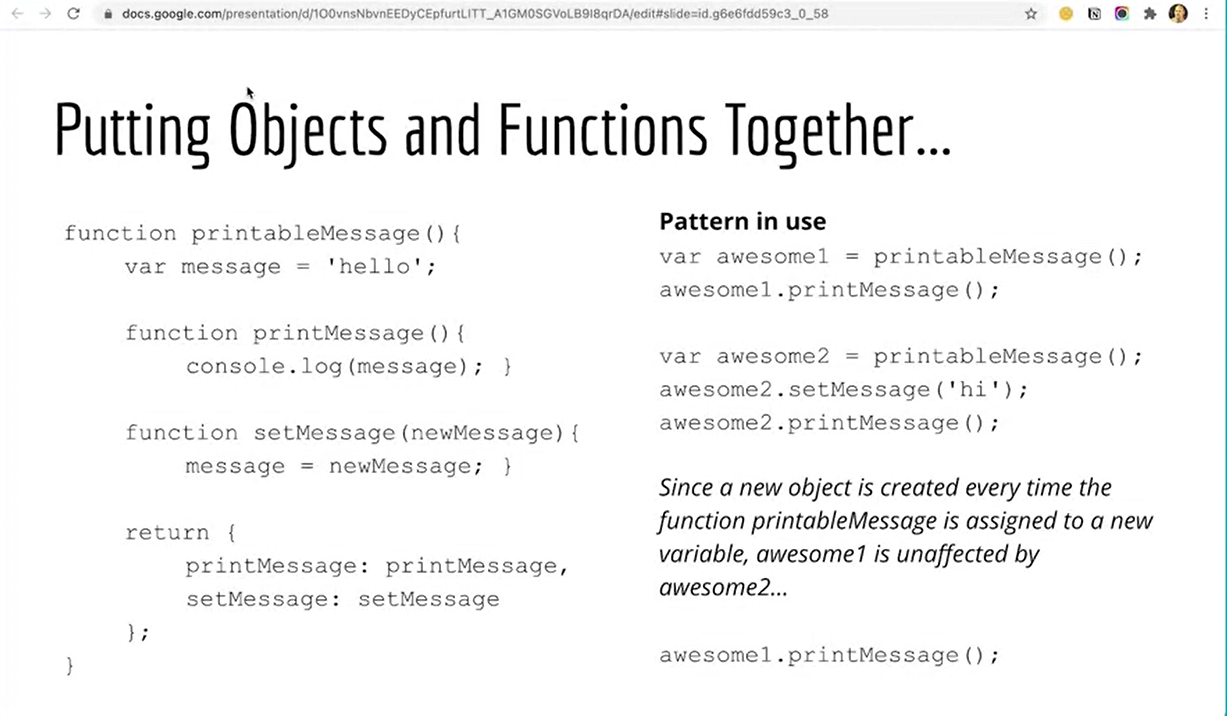 docs.google.com/presentation/d/1O0vnsNbvnEEDyCEpfurtLITT_A1GM0SGVoLB9I8qrDA/edit#slide=id.g6e6fdd59c3_0_58
Putting Objects and Functions Together...
function printableMessage(){
var message = 'hello';
function printMessage(){
console.log(message); }
function setMessage(newMessage){
message = newMessage; }
return {
printMessage: printMessage,
setMessage: setMessage
};
}
Pattern in use
var awesome1 = printableMessage();
awesome1.printMessage();
var awesome2 = printableMessage();
awesome2.setMessage('hi');
awesome2.printMessage();
Since a new object is created every time the
function printableMessage is assigned to a new
variable, awesome1 is unaffected by
awesome2...
awesome1.printMessage();